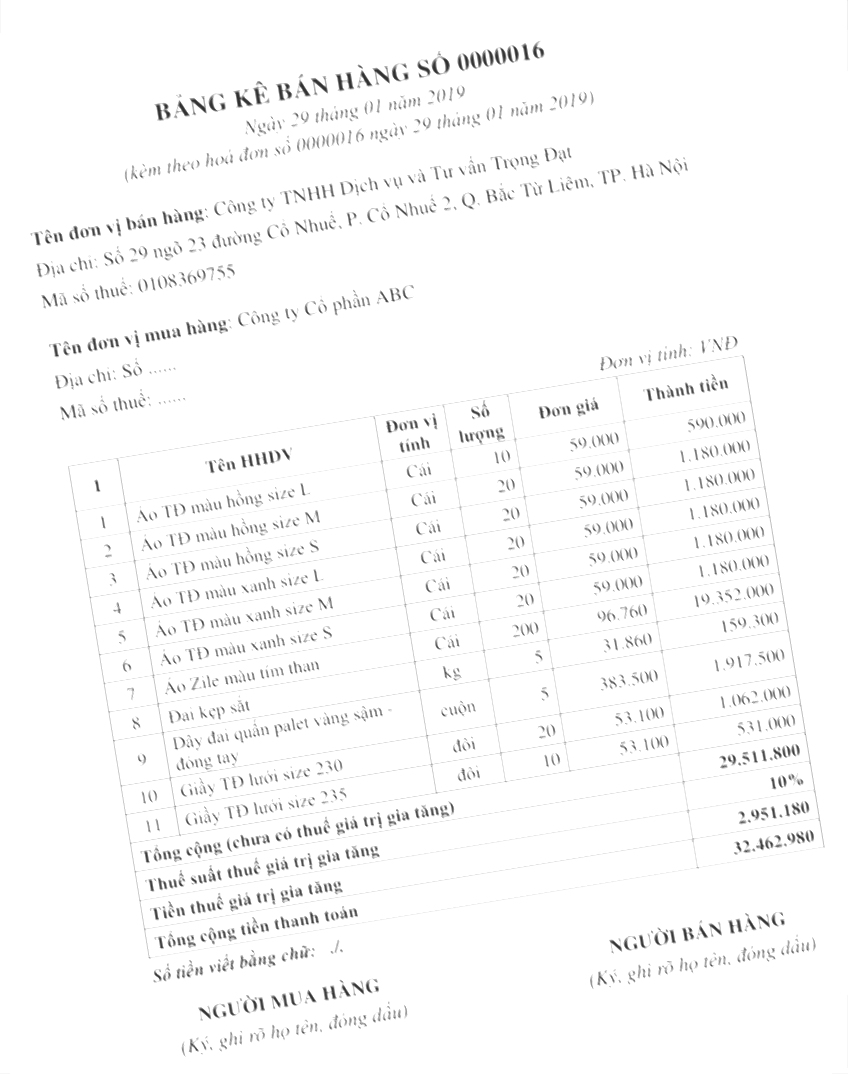 BẢNG KÊ BÁN HÀNG SỐ 0000016
Ngày 29 tháng 01 năm 2019
(kèm theo hoá đơn số 0000016 ngày 29 tháng 01 năm 2019)
Tên đơn vị bán hàng: Công ty TNHH Dịch vụ và Tư vấn Trọng Đạt
Địa chỉ: Số 29 ngõ 23 đường Cổ Nhuế, P. Cổ Nhuế 2, Q. Bắc Từ Liêm, TP. Hà Nội
Mã số thuế: 0108369755
Tên đơn vị mua hàng: Công ty Cổ phần ABC
Địa chỉ: Số ......
Mã số thuế: ......
Đơn vị tính: VNĐ
1 Tên HHDV Đơn vị tính Số lượng Đơn giá Thành tiền
1 Áo TĐ màu hồng size L Cái 10 59.000 590.000
2 Áo TĐ màu hồng size M Cái 20 59.000 1.180.000
3 Áo TĐ màu hồng size S Cái 20 59.000 1.180.000
4 Áo TĐ màu xanh size L Cái 20 59.000 1.180.000
5 Áo TĐ màu xanh size M Cái 20 59.000 1.180.000
6 Áo TĐ màu xanh size S Cái 20 59.000 1.180.000
7 Áo Zile màu tím than Cái 200 96.760 19.352.000
8 Đai kẹp sắt kg 5 31.860 159.300
9 Dây đai quấn palet vàng sậm - đóng tay cuộn 5 383.500 1.917.500
10 Giầy TĐ lưới size 230 đôi 20 53.100 1.062.000
11 Giầy TĐ lưới size 235 đôi 10 53.100 531.000
Tổng cộng (chưa có thuế giá trị gia tăng) 29.511.800
Thuế suất thuế giá trị gia tăng 10%
Tiền thuế giá trị gia tăng 2.951.180
Tổng cộng tiền thanh toán 32.462.980
Số tiền viết bằng chữ: ./.
NGƯỜI MUA HÀNG NGƯỜI BÁN HÀNG
(Ký, ghi rõ họ tên, đóng dấu) (Ký, ghi rõ họ tên, đóng dấu)